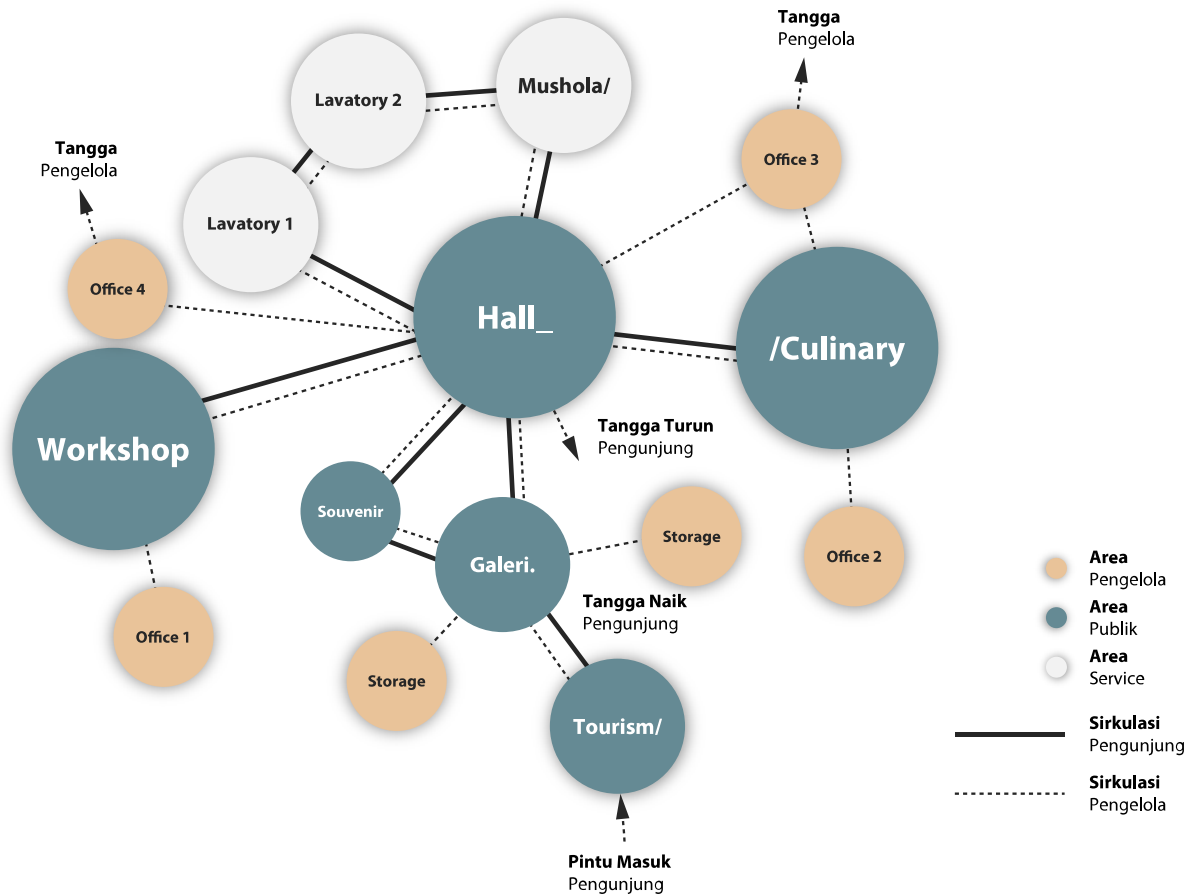 Tangga
Pengelola
Lavatory 2
Mushola/
Tangga
Pengelola
Office 3
Lavatory 1
Office 4
Hall_
/Culinary
Workshop
Tangga Turun
Pengunjung
Souvenir
Storage
Galeri.
Office 2
Tangga Naik
Pengunjung
Office 1
Storage
Tourism/
Pintu Masuk
Pengunjung
Area
Pengelola
Area
Publik
Area
Service
Sirkulasi
Pengunjung
Sirkulasi
Pengelola